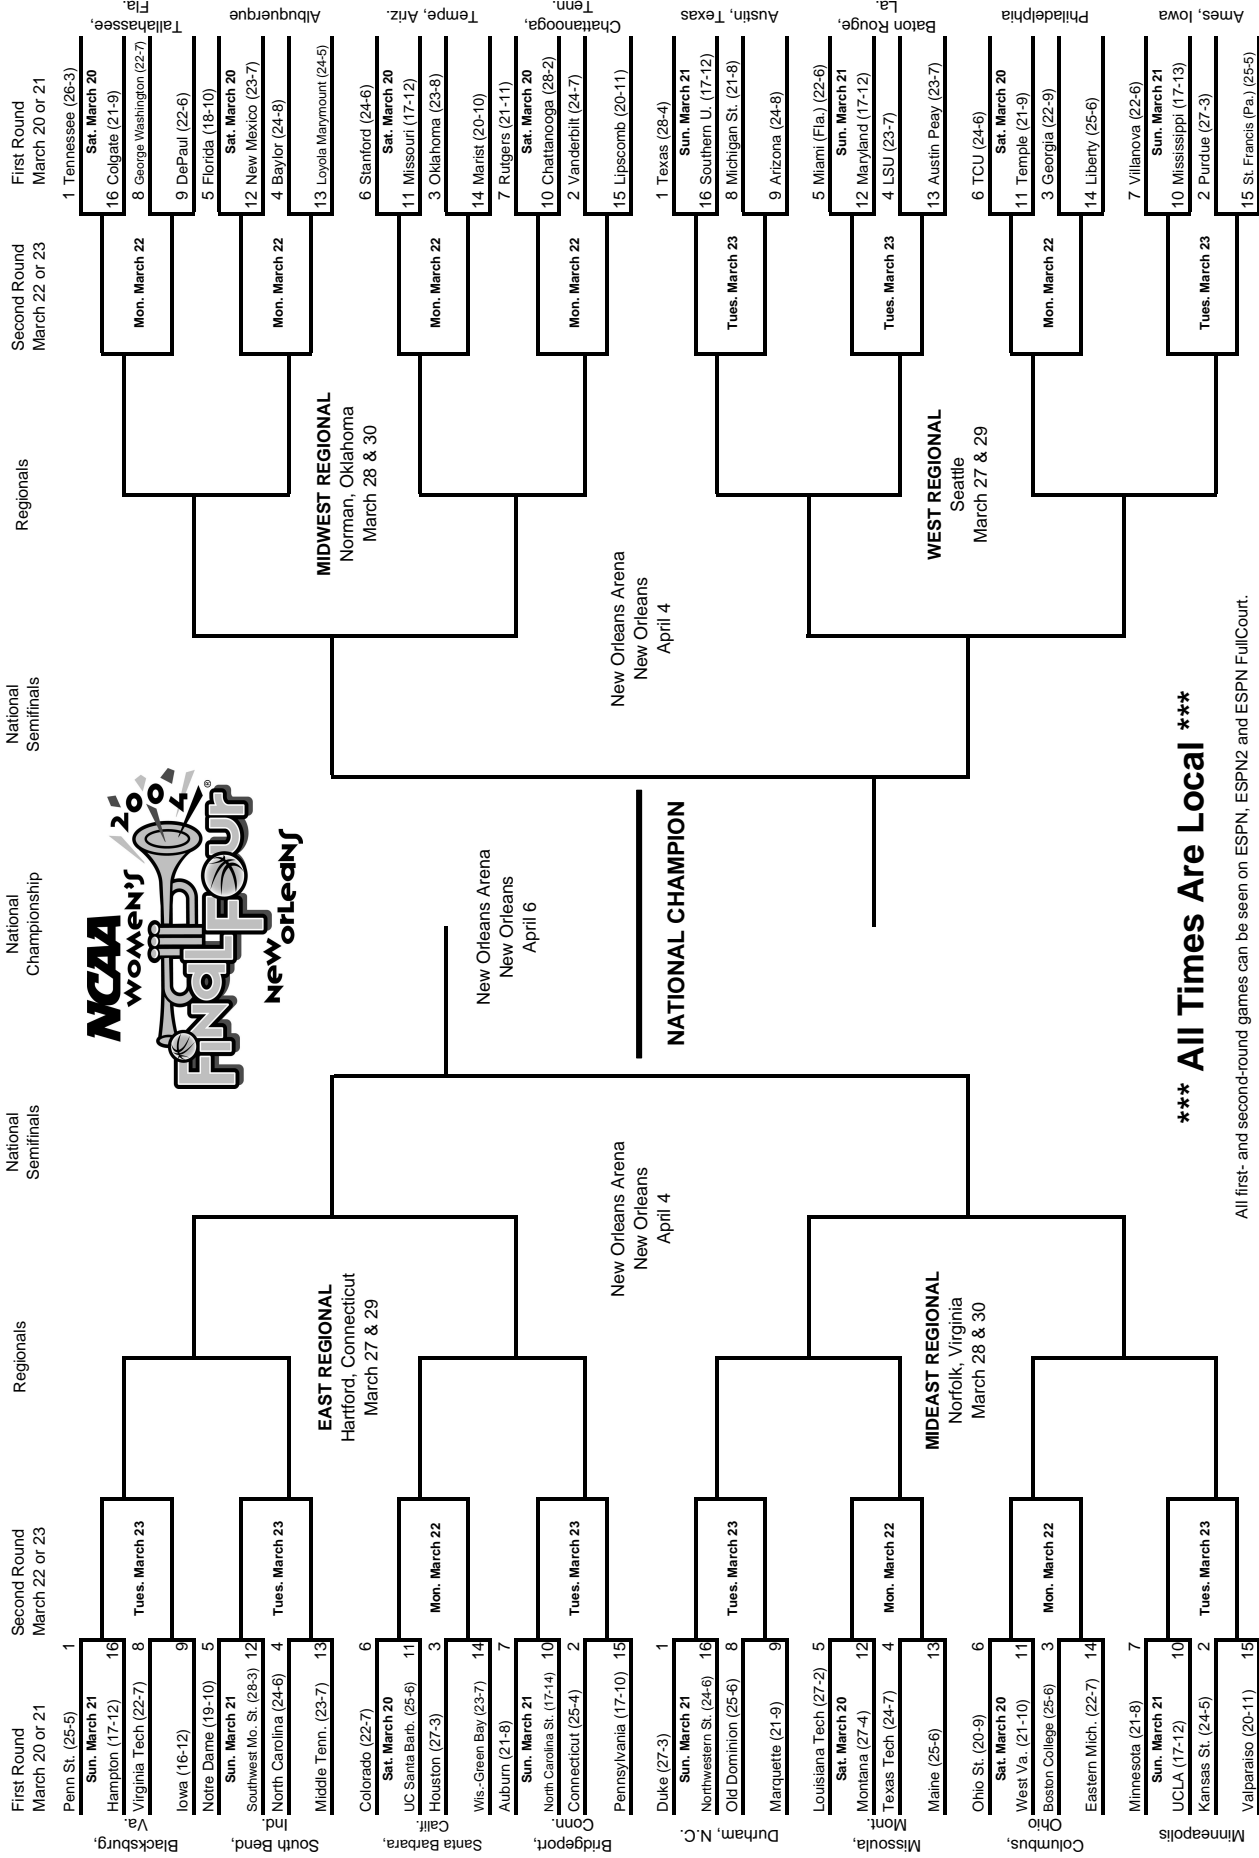 First Round
March 20 or 21
Second Round
March 22 or 23
Regionals
National
Semifinals
National
Championship
National
Semifinals
Regionals
Second Round
March 22 or 23
First Round
March 20 or 21
Penn St. (25-5) 1
Sun. March 21
Hampton (17-12) 16
Virginia Tech (22-7) 8
Iowa (16-12) 9
Blacksburg,
Va.
Tues. March 23
Notre Dame (19-10) 5
Sun. March 21
Southwest Mo. St. (28-3) 12
North Carolina (24-6) 4
Middle Tenn. (23-7) 13
South Bend,
Ind.
Tues. March 23
EAST REGIONAL
Hartford, Connecticut
March 27 & 29
Colorado (22-7) 6
Sat. March 20
UC Santa Barb. (25-6) 11
Houston (27-3) 3
Wis.-Green Bay (23-7) 14
Santa Barbara,
Calif.
Mon. March 22
Auburn (21-8) 7
Sun. March 21
North Carolina St. (17-14) 10
Connecticut (25-4) 2
Pennsylvania (17-10) 15
Bridgeport,
Conn.
Tues. March 23
New Orleans Arena
New Orleans
April 4
Duke (27-3) 1
Sun. March 21
Northwestern St. (24-6) 16
Old Dominion (25-6) 8
Marquette (21-9) 9
Durham, N.C.
Tues. March 23
Louisiana Tech (27-2) 5
Sat. March 20
Montana (27-4) 12
Texas Tech (24-7) 4
Maine (25-6) 13
Missoula,
Mont.
Mon. March 22
MIDEAST REGIONAL
Norfolk, Virginia
March 28 & 30
Ohio St. (20-9) 6
Sat. March 20
West Va. (21-10) 11
Boston College (25-6) 3
Eastern Mich. (22-7) 14
Columbus,
Ohio
Mon. March 22
Minnesota (21-8) 7
Sun. March 21
UCLA (17-12) 10
Kansas St. (24-5) 2
Valparaiso (20-11) 15
Minneapolis
Tues. March 23
NCAA
WOMEN'S
2004
FINAL FOUR
®
NEW ORLEANS
New Orleans Arena
New Orleans
April 6
NATIONAL CHAMPION
1 Tennessee (26-3)
Sat. March 20
16 Colgate (21-9)
8 George Washington (22-7)
9 DePaul (22-6)
Tallahassee,
Fla.
Mon. March 22
5 Florida (18-10)
Sat. March 20
12 New Mexico (23-7)
4 Baylor (24-8)
13 Loyola Marymount (24-5)
Albuquerque
Mon. March 22
MIDWEST REGIONAL
Norman, Oklahoma
March 28 & 30
6 Stanford (24-6)
Sat. March 20
11 Missouri (17-12)
3 Oklahoma (23-8)
14 Marist (20-10)
Tempe, Ariz.
Mon. March 22
7 Rutgers (21-11)
Sat. March 20
10 Chattanooga (28-2)
2 Vanderbilt (24-7)
15 Lipscomb (20-11)
Chattanooga,
Tenn.
Mon. March 22
New Orleans Arena
New Orleans
April 4
1 Texas (28-4)
Sun. March 21
16 Southern U. (17-12)
8 Michigan St. (21-8)
9 Arizona (24-8)
Austin, Texas
Tues. March 23
5 Miami (Fla.) (22-6)
Sun. March 21
12 Maryland (17-12)
4 LSU (23-7)
13 Austin Peay (23-7)
Baton Rouge,
La.
Tues. March 23
WEST REGIONAL
Seattle
March 27 & 29
6 TCU (24-6)
Sat. March 20
11 Temple (21-9)
3 Georgia (22-9)
14 Liberty (25-6)
Philadelphia
Mon. March 22
7 Villanova (22-6)
Sun. March 21
10 Mississippi (17-13)
2 Purdue (27-3)
15 St. Francis (Pa.) (25-5)
Ames, Iowa
Tues. March 23
*** All Times Are Local ***
All first- and second-round games can be seen on ESPN, ESPN2 and ESPN FullCourt.